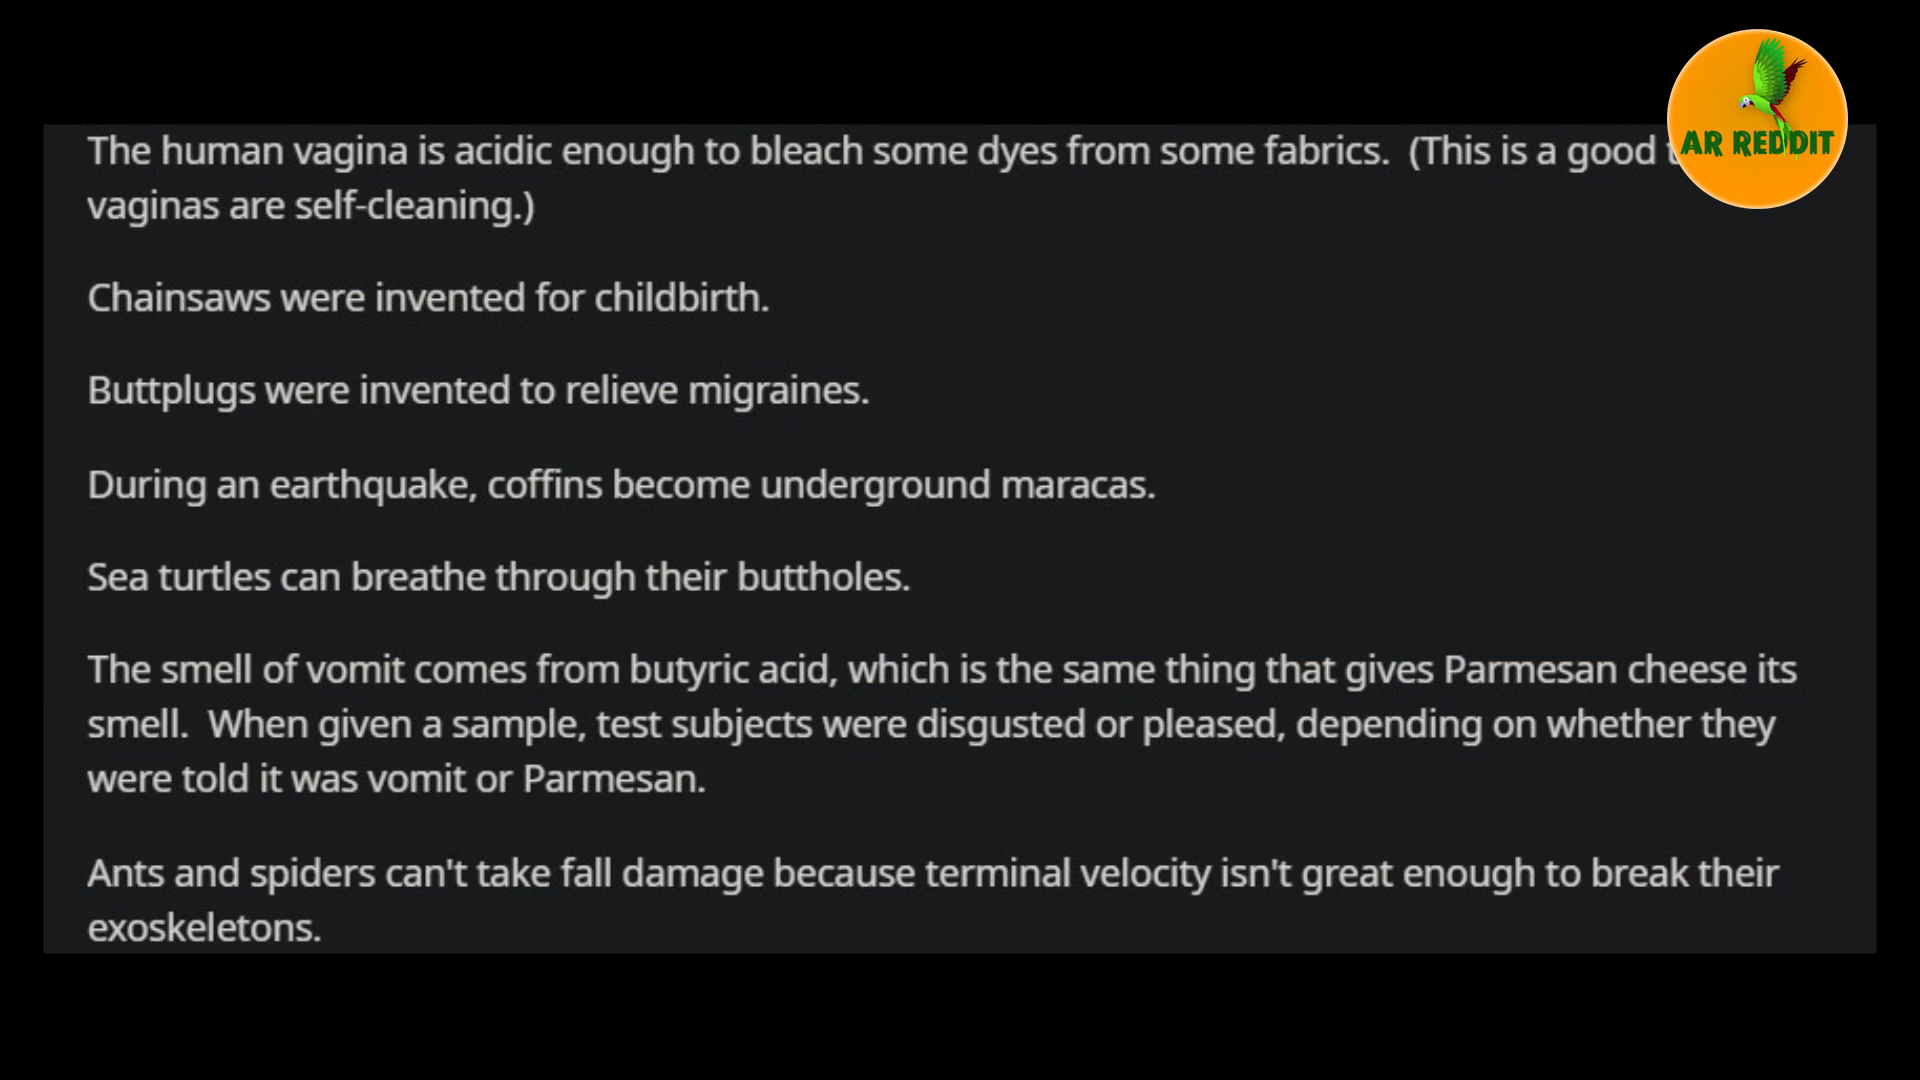 The human vagina is acidic enough to bleach some dyes from some fabrics.  (This is a good
vaginas are self-cleaning.)
Chainsaws were invented for childbirth.
Buttplugs were invented to relieve migraines.
During an earthquake, coffins become underground maracas.
Sea turtles can breathe through their buttholes.
The smell of vomit comes from butyric acid, which is the same thing that gives Parmesan cheese its
smell.  When given a sample, test subjects were disgusted or pleased, depending on whether they
were told it was vomit or Parmesan.
Ants and spiders can't take fall damage because terminal velocity isn't great enough to break their
exoskeletons.
AR REDDIT